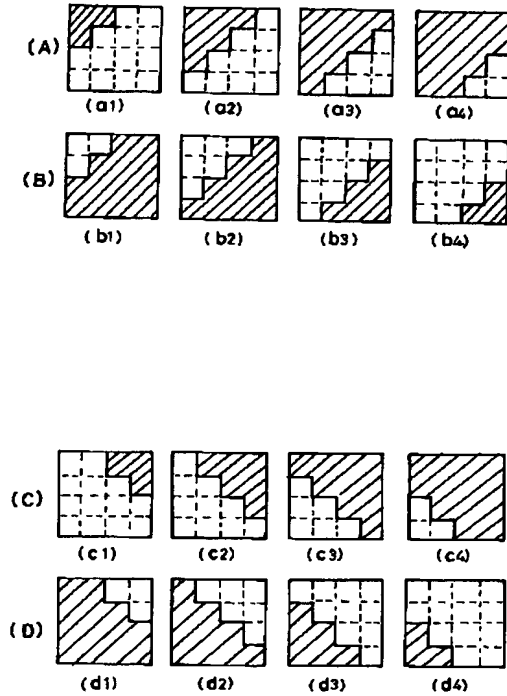 (A)
(a1) (a2) (a3) (a4)
(B)
(b1) (b2) (b3) (b4)
(C)
(c1) (c2) (c3) (c4)
(D)
(d1) (d2) (d3) (d4)